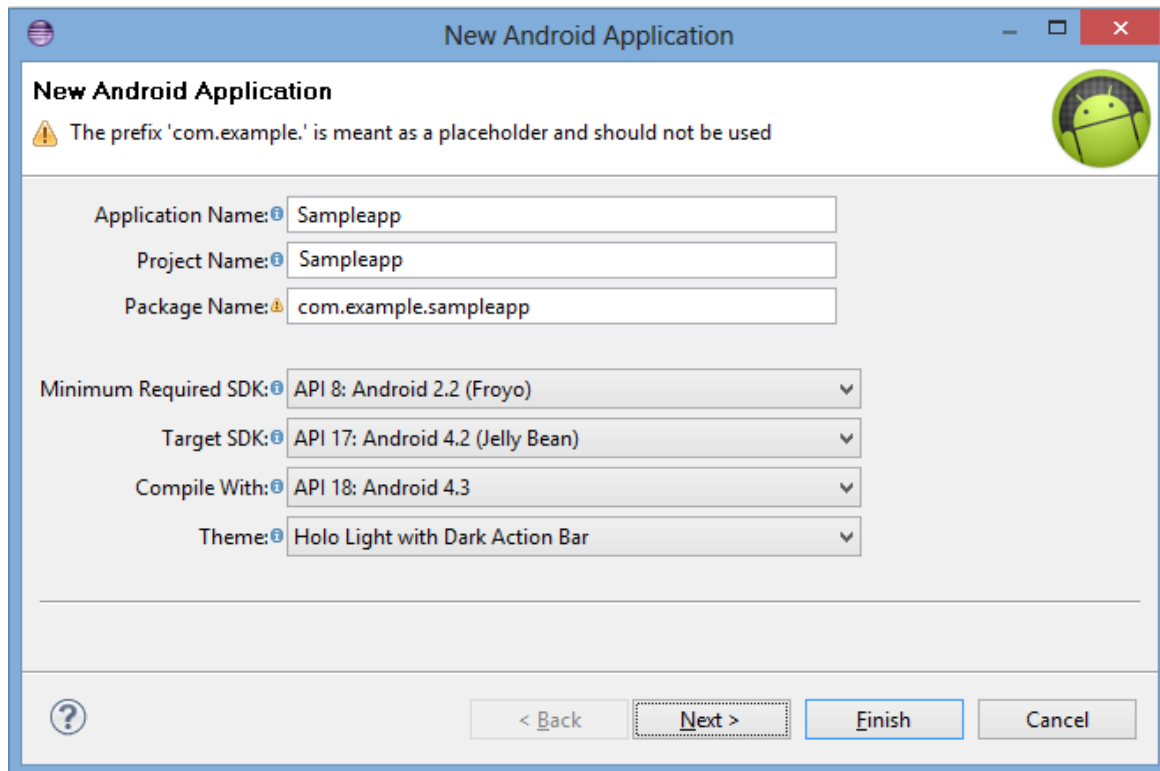 New Android Application
New Android Application
The prefix 'com.example.' is meant as a placeholder and should not be used
Application Name: Sampleapp
Project Name: Sampleapp
Package Name: com.example.sampleapp
Minimum Required SDK: API 8: Android 2.2 (Froyo)
Target SDK: API 17: Android 4.2 (Jelly Bean)
Compile With: API 18: Android 4.3
Theme: Holo Light with Dark Action Bar
< Back Next > Finish Cancel